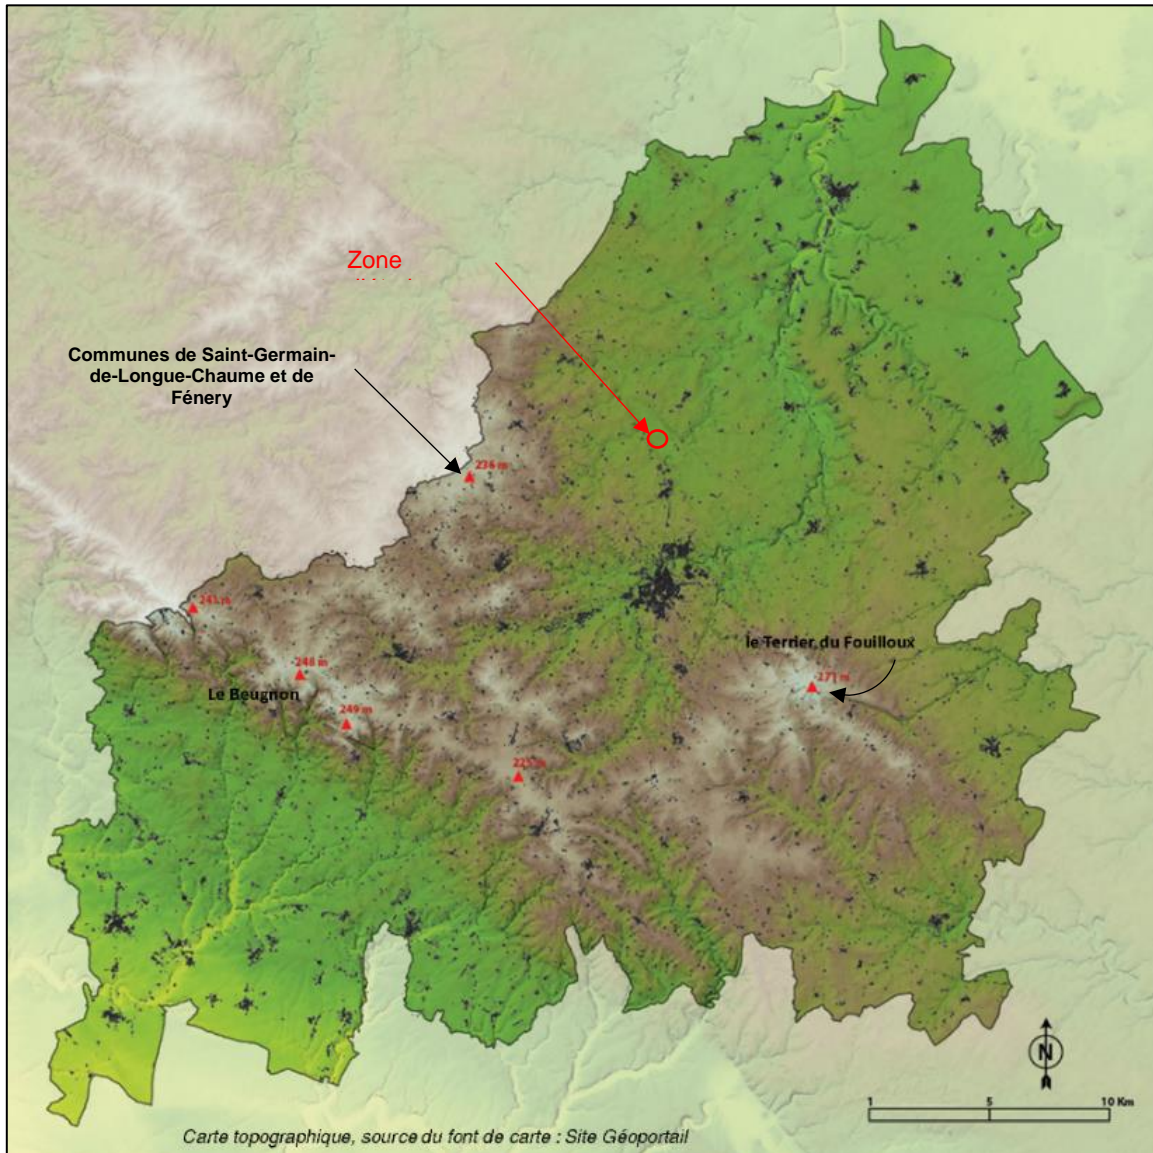 Zone
Communes de Saint-Germain-
de-Longue-Chaume et de
Fénery
236 m
241 m
le Terrier du Fouilloux
248 m
271 m
Le Beugnon
249 m
225 m
N
1 5 10 Km
Carte topographique, source du font de carte : Site Géoportail